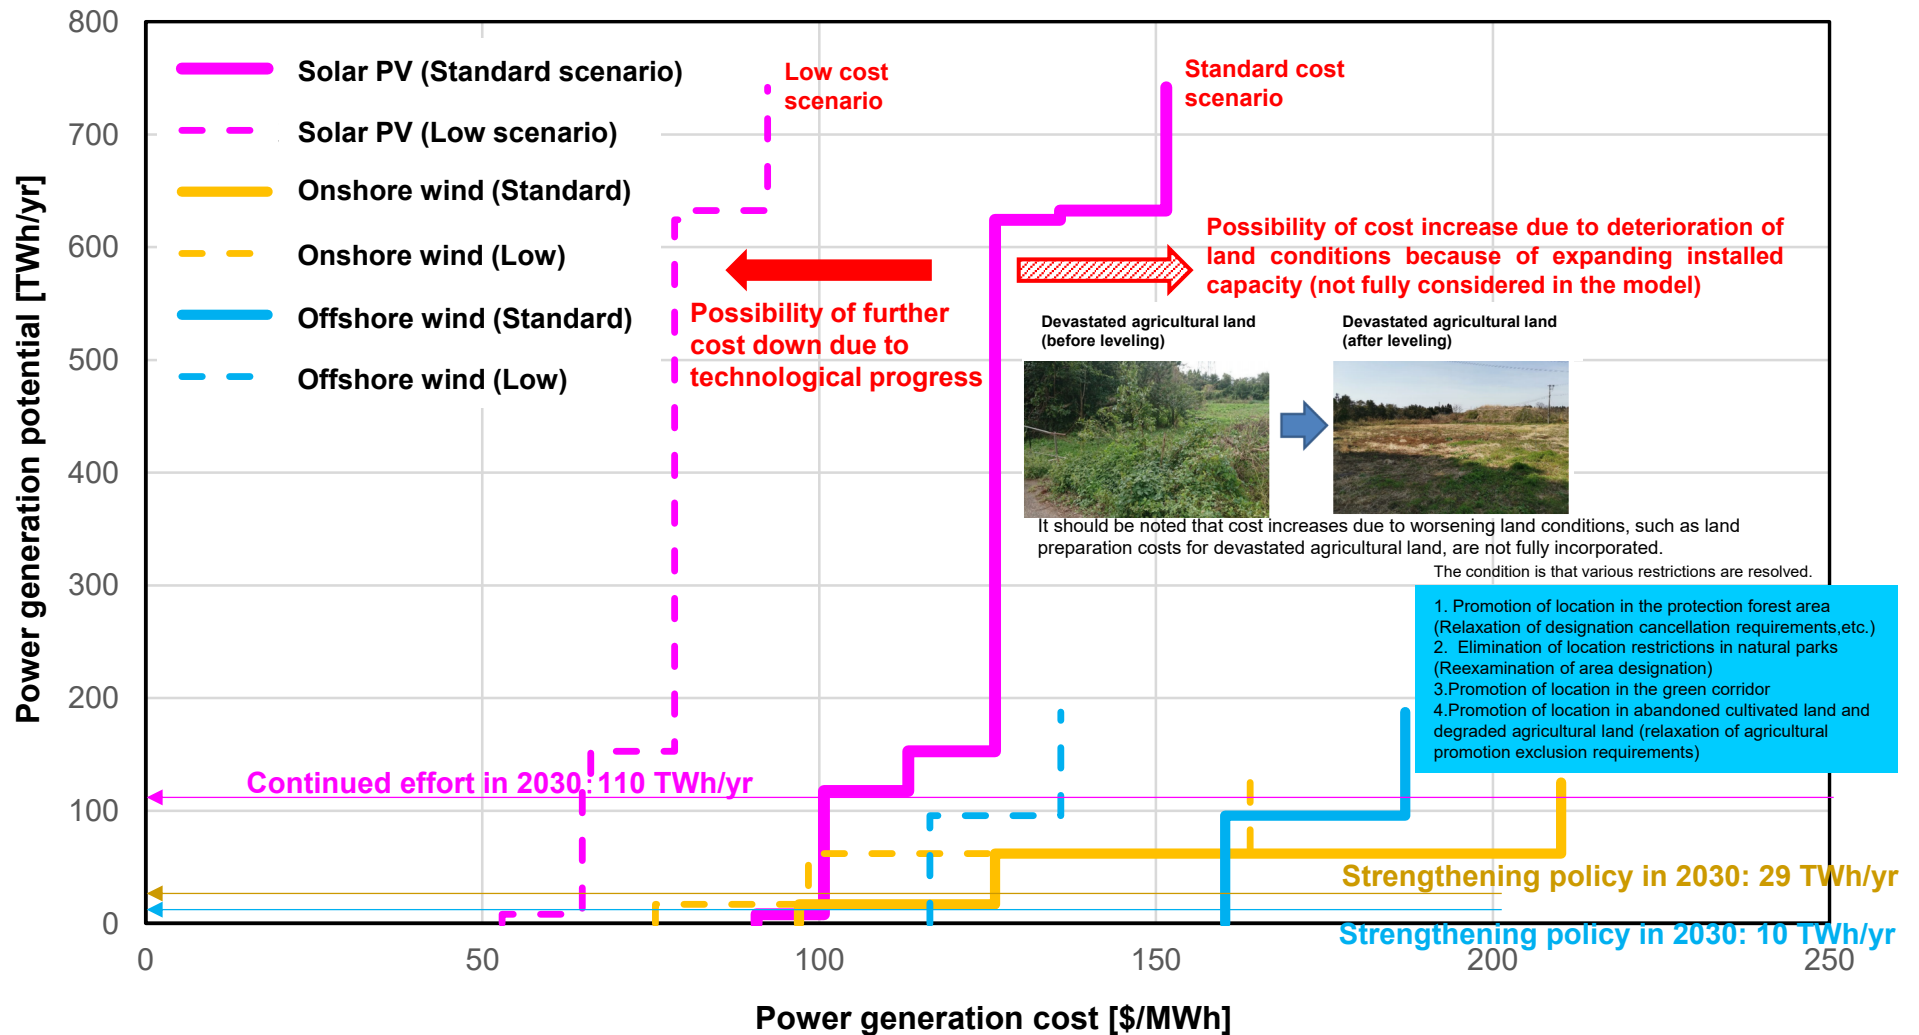 800
700
600
500
400
300
200
100
0
Power generation potential [TWh/yr]
Solar PV (Standard scenario)
Solar PV (Low scenario)
Onshore wind (Standard)
Onshore wind (Low)
Offshore wind (Standard)
Offshore wind (Low)
Low cost
scenario
Standard cost
scenario
Possibility of cost increase due to deterioration of
land conditions because of expanding installed
capacity (not fully considered in the model)
Possibility of further
cost down due to
technological progress
Devastated agricultural land
(before leveling)
Devastated agricultural land
(after leveling)
It should be noted that cost increases due to worsening land conditions, such as land
preparation costs for devastated agricultural land, are not fully incorporated.
The condition is that various restrictions are resolved.
1. Promotion of location in the protection forest area
(Relaxation of designation cancellation requirements,etc.)
2. Elimination of location restrictions in natural parks
(Reexamination of area designation)
3.Promotion of location in the green corridor
4.Promotion of location in abandoned cultivated land and
degraded agricultural land (relaxation of agricultural
promotion exclusion requirements)
Continued effort in 2030: 110 TWh/yr
Strengthening policy in 2030: 29 TWh/yr
Strengthening policy in 2030: 10 TWh/yr
0
50
100
150
200
250
Power generation cost [$/MWh]